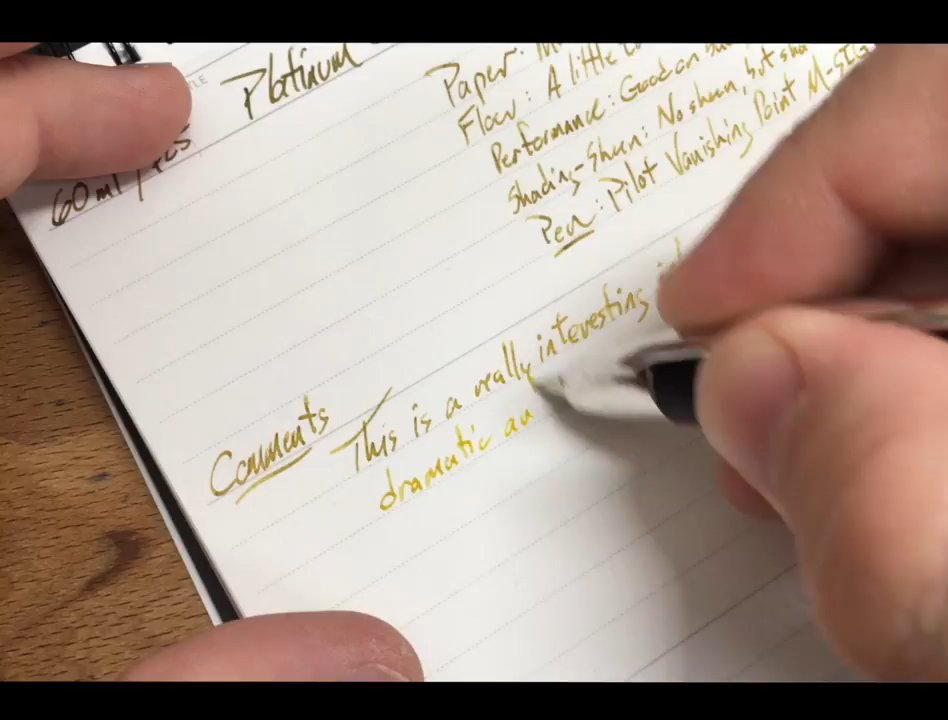 Platinum
60ml /
Paper:
Flow: A little
Performance: Good on
Shading-Sheen: No sheen, but
Pen: Pilot Vanishing Point
Comments This is a really interesting
dramatic